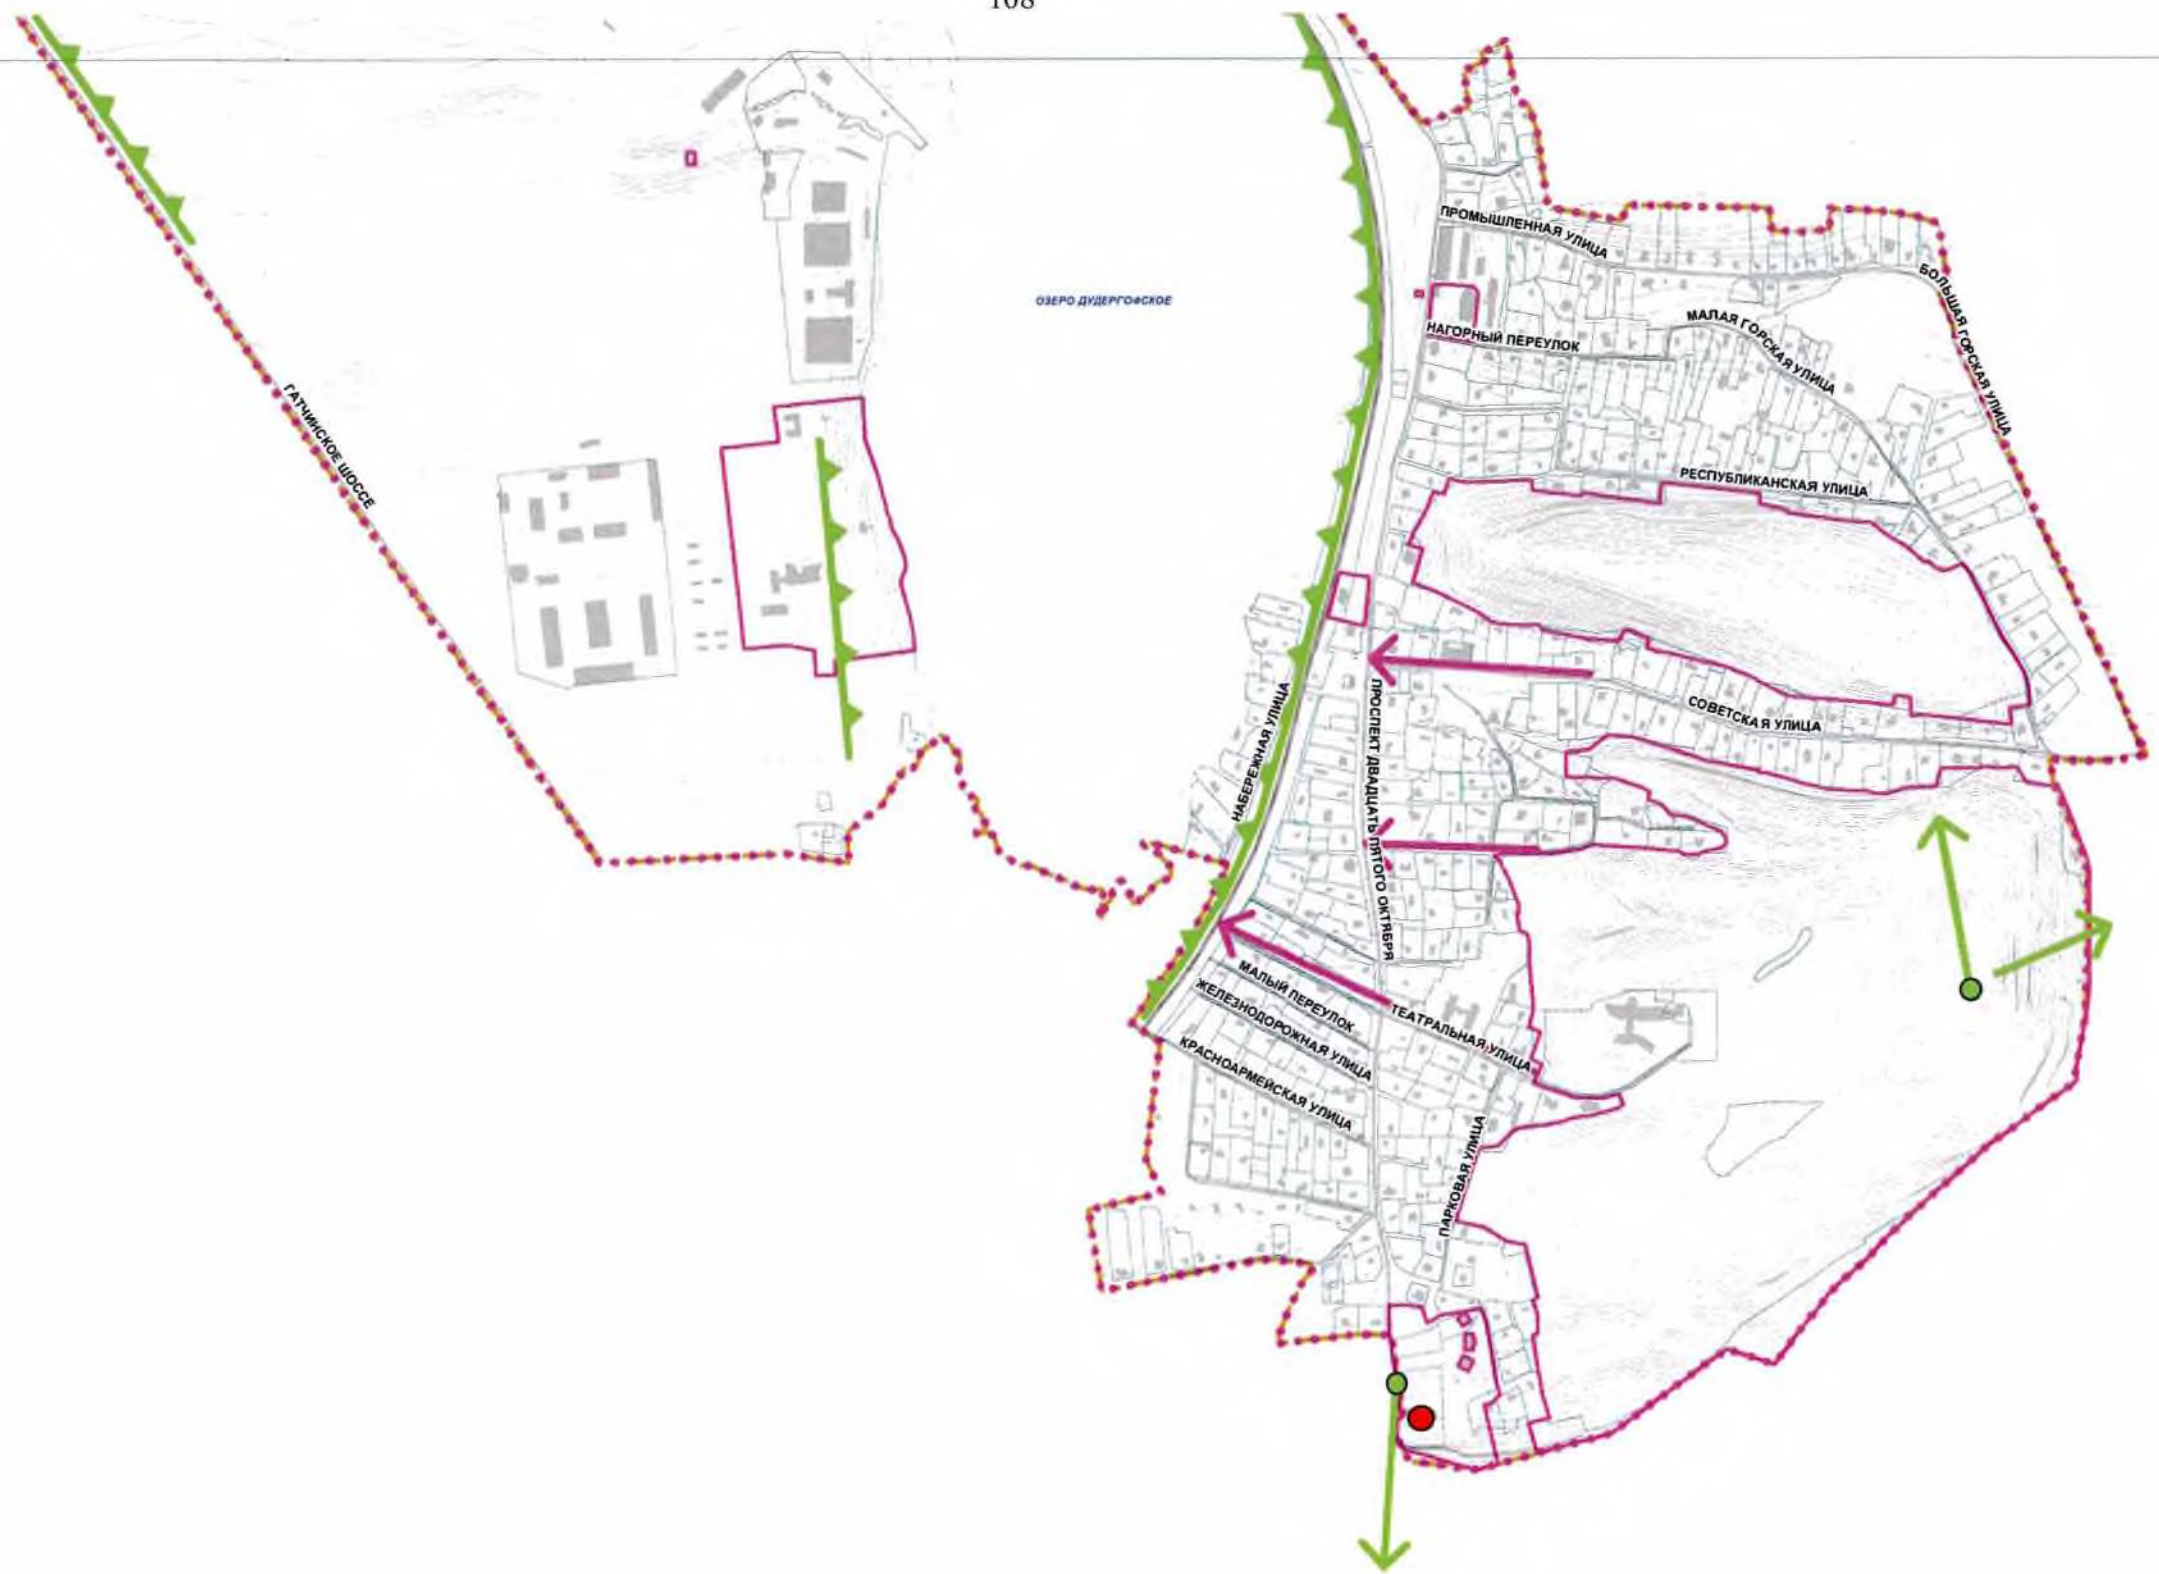 168
ПРОМЫШЛЕННАЯ УЛИЦА
БОЛЬШАЯ ГОРСКАЯ УЛИЦА
ОЗЕРО ДУДЕРГОФСКОЕ
МАЛАЯ ГОРСКАЯ УЛИЦА
НАГОРНЫЙ ПЕРЕУЛОК
ГАТЧИНСКОЕ ШОССЕ
РЕСПУБЛИКАНСКАЯ УЛИЦА
СОВЕТСКАЯ УЛИЦА
НАБЕРЕЖНАЯ УЛИЦА
ПРОСПЕКТ ДВАДЦАТЬ ПЯТОГО ОКТЯБРЯ
МАЛЫЙ ПЕРЕУЛОК
ЖЕЛЕЗНОДОРОЖНАЯ УЛИЦА
ТЕАТРАЛЬНАЯ УЛИЦА
КРАСНОАРМЕЙСКАЯ УЛИЦА
ПАРКОВАЯ УЛИЦА